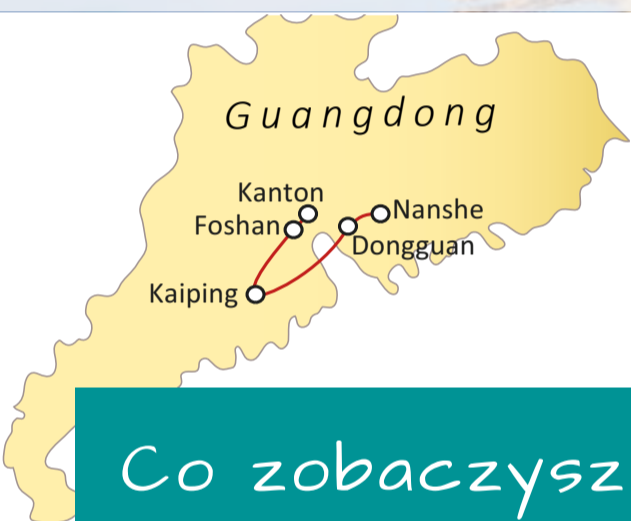 Guangdong
Kanton
Foshan
Nanshe
Dongguan
Kaiping
Co zobaczysz